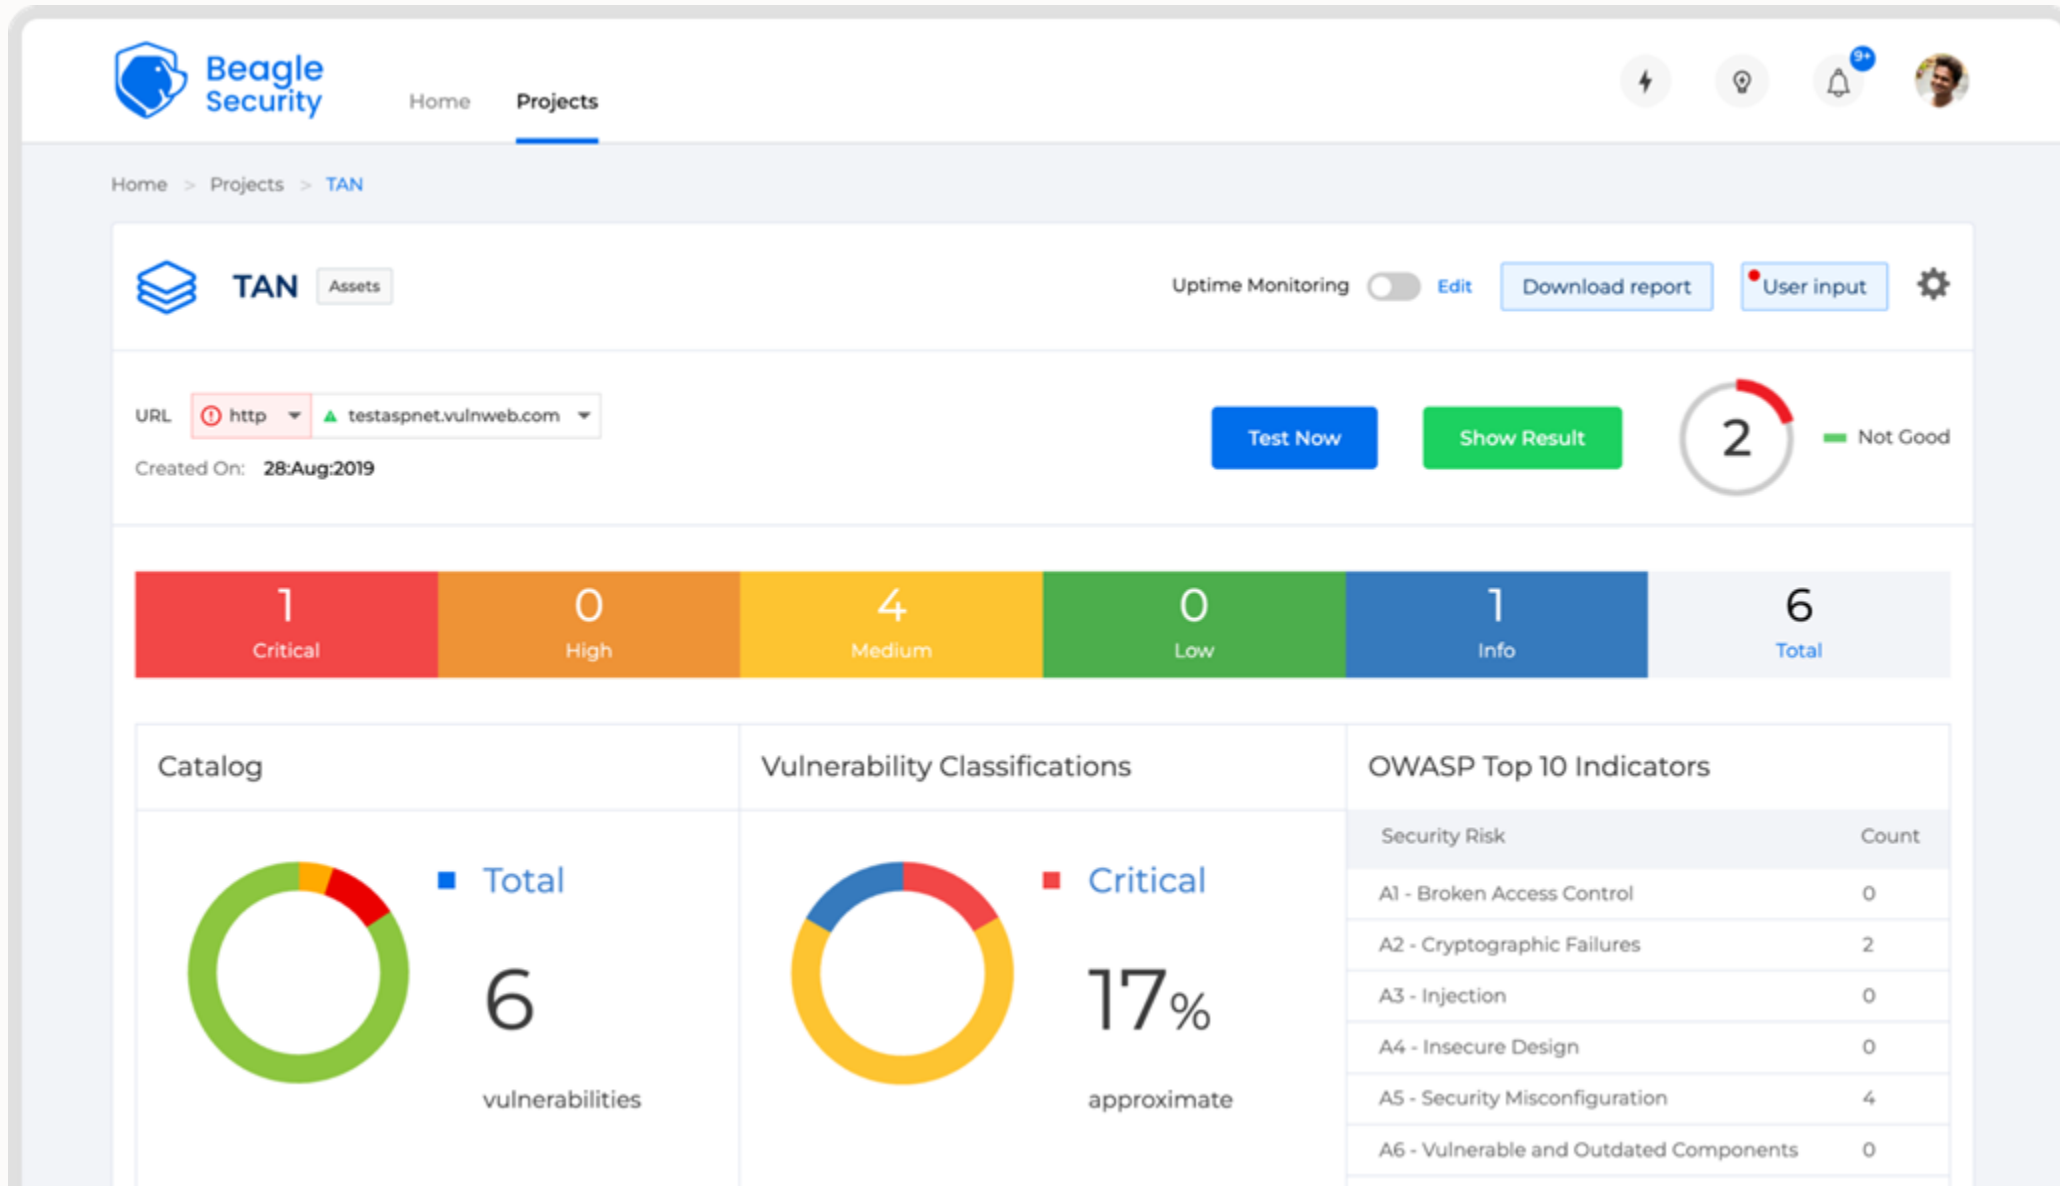 Beagle
Security
Home
Projects
9+
Home > Projects > TAN
TAN
Assets
Uptime Monitoring
Edit
Download report
User input
URL
http
testaspnet.vulnweb.com
Created On: 28:Aug:2019
Test Now
Show Result
2
Not Good
1
Critical
0
High
4
Medium
0
Low
1
Info
6
Total
Catalog
Total
6
vulnerabilities
Vulnerability Classifications
Critical
17%
approximate
OWASP Top 10 Indicators
Security Risk Count
A1 - Broken Access Control 0
A2 - Cryptographic Failures 2
A3 - Injection 0
A4 - Insecure Design 0
A5 - Security Misconfiguration 4
A6 - Vulnerable and Outdated Components 0